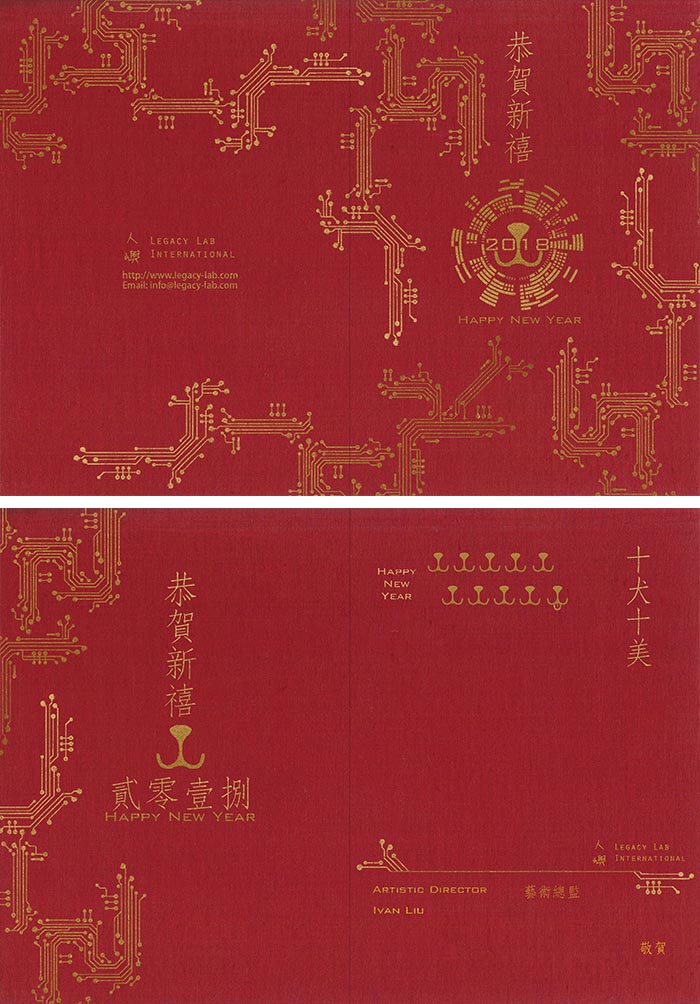 恭賀新禧
2018
HAPPY NEW YEAR
人
LEGACY LAB
INTERNATIONAL
http://www.legacy-lab.com
Email: info@legacy-lab.com
恭賀新禧
貳零壹捌
HAPPY NEW YEAR
HAPPY
NEW
YEAR
十犬十美
人
LEGACY LAB
INTERNATIONAL
ARTISTIC DIRECTOR 藝術總監
IVAN LIU
敬賀